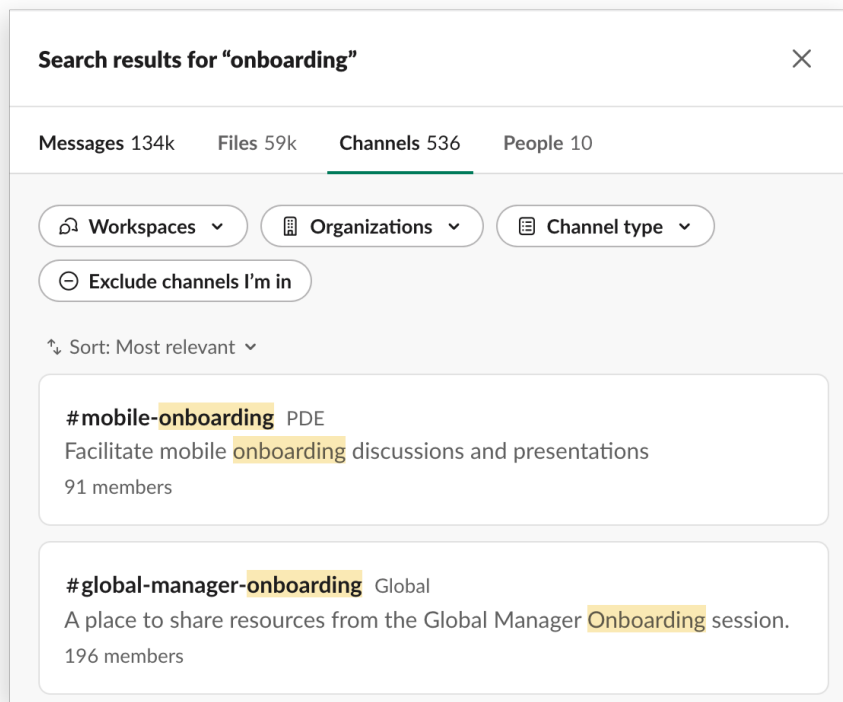 Search results for “onboarding”
Messages 134k Files 59k Channels 536 People 10
Workspaces Organizations Channel type
Exclude channels I’m in
Sort: Most relevant
#mobile-onboarding PDE
Facilitate mobile onboarding discussions and presentations
91 members
#global-manager-onboarding Global
A place to share resources from the Global Manager Onboarding session.
196 members